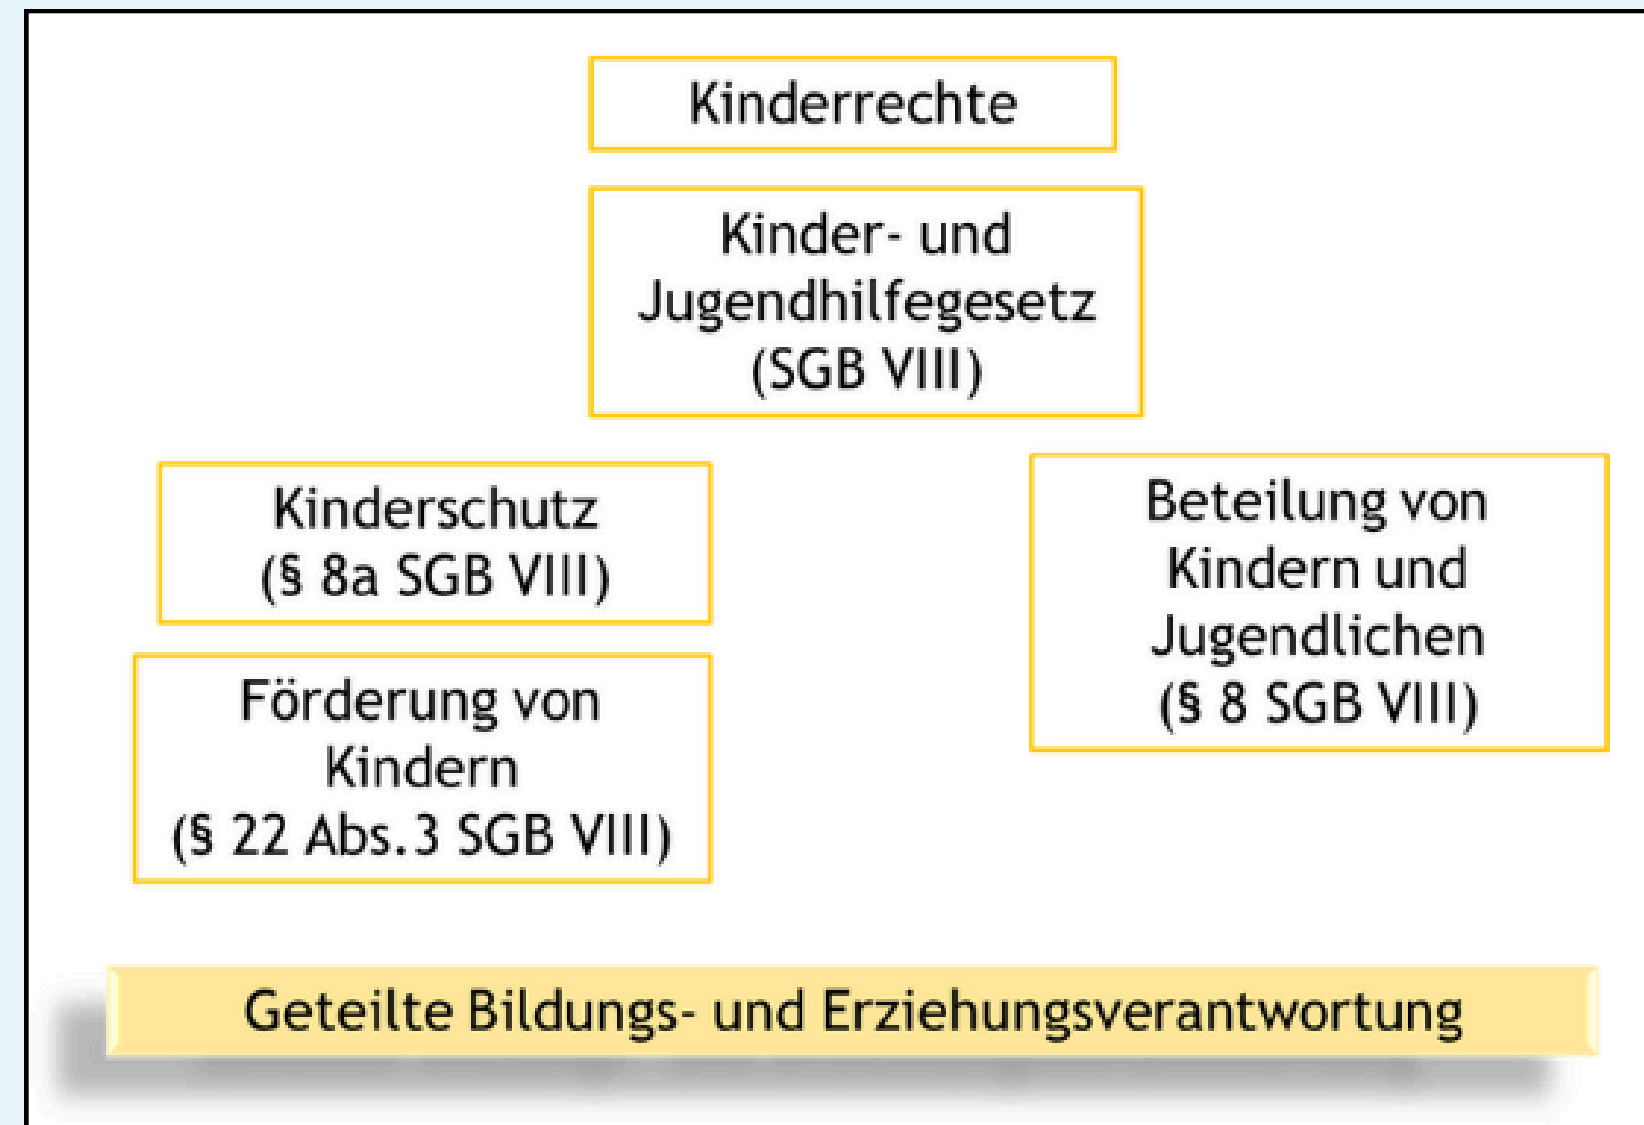 Kinderrechte
Kinder- und
Jugendhilfegesetz
(SGB VIII)
Kinderschutz
(§ 8a SGB VIII)
Förderung von
Kindern
(§ 22 Abs.3 SGB VIII)
Beteilung von
Kindern und
Jugendlichen
(§ 8 SGB VIII)
Geteilte Bildungs- und Erziehungsverantwortung